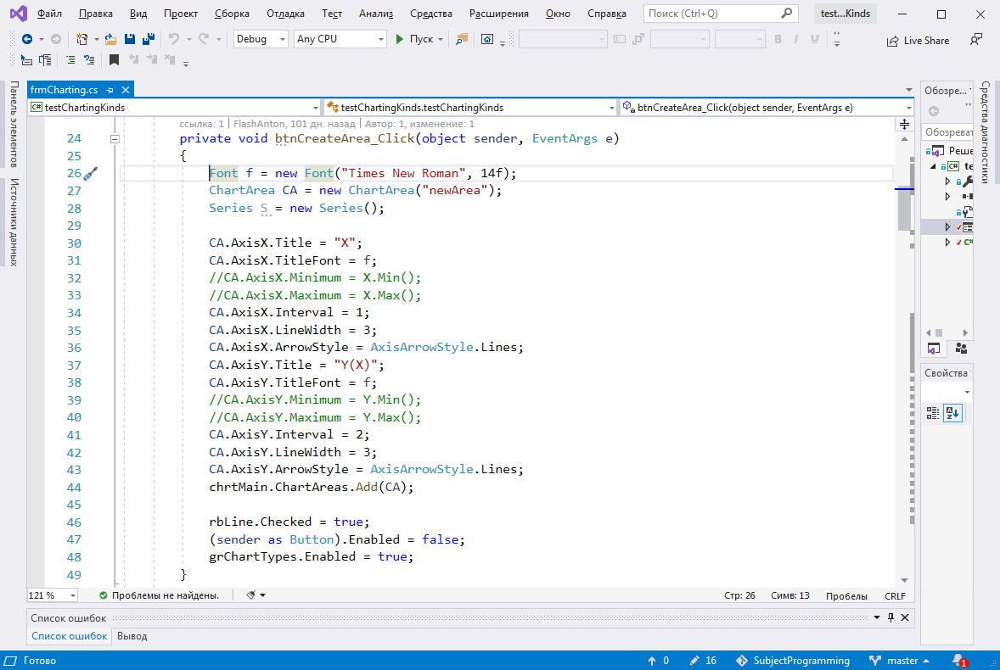 Файл Правка Вид Проект Сборка Отладка Тест Анализ Средства Расширения Окно Справка Поиск (Ctrl+Q) test...Kinds
Debug Any CPU Пуск Live Share
frmCharting.cs
testChartingKinds testChartingKinds.testChartingKinds btnCreateArea_Click(object sender, EventArgs e)
Панель элементов
Источники данных
ссылка: 1 | FlashAnton, 101 дн. назад | Автор: 1, изменение: 1
24 private void btnCreateArea_Click(object sender, EventArgs e)
25 {
26 Font f = new Font("Times New Roman", 14f);
27 ChartArea CA = new ChartArea("newArea");
28 Series S = new Series();
29
30 CA.AxisX.Title = "X";
31 CA.AxisX.TitleFont = f;
32 //CA.AxisX.Minimum = X.Min();
33 //CA.AxisX.Maximum = X.Max();
34 CA.AxisX.Interval = 1;
35 CA.AxisX.LineWidth = 3;
36 CA.AxisX.ArrowStyle = AxisArrowStyle.Lines;
37 CA.AxisY.Title = "Y(X)";
38 CA.AxisY.TitleFont = f;
39 //CA.AxisY.Minimum = Y.Min();
40 //CA.AxisY.Maximum = Y.Max();
41 CA.AxisY.Interval = 2;
42 CA.AxisY.LineWidth = 3;
43 CA.AxisY.ArrowStyle = AxisArrowStyle.Lines;
44 chrtMain.ChartAreas.Add(CA);
45
46 rbLine.Checked = true;
47 (sender as Button).Enabled = false;
48 grChartTypes.Enabled = true;
49 }
121 % Проблемы не найдены. Стр: 26 Симв: 13 Пробелы CRLF
Обозре...
Обозреват
Реше
te
C#
Свойства
Средства диагностики
Список ошибок
Список ошибок Вывод
Готово 0 16 SubjectProgramming master 1